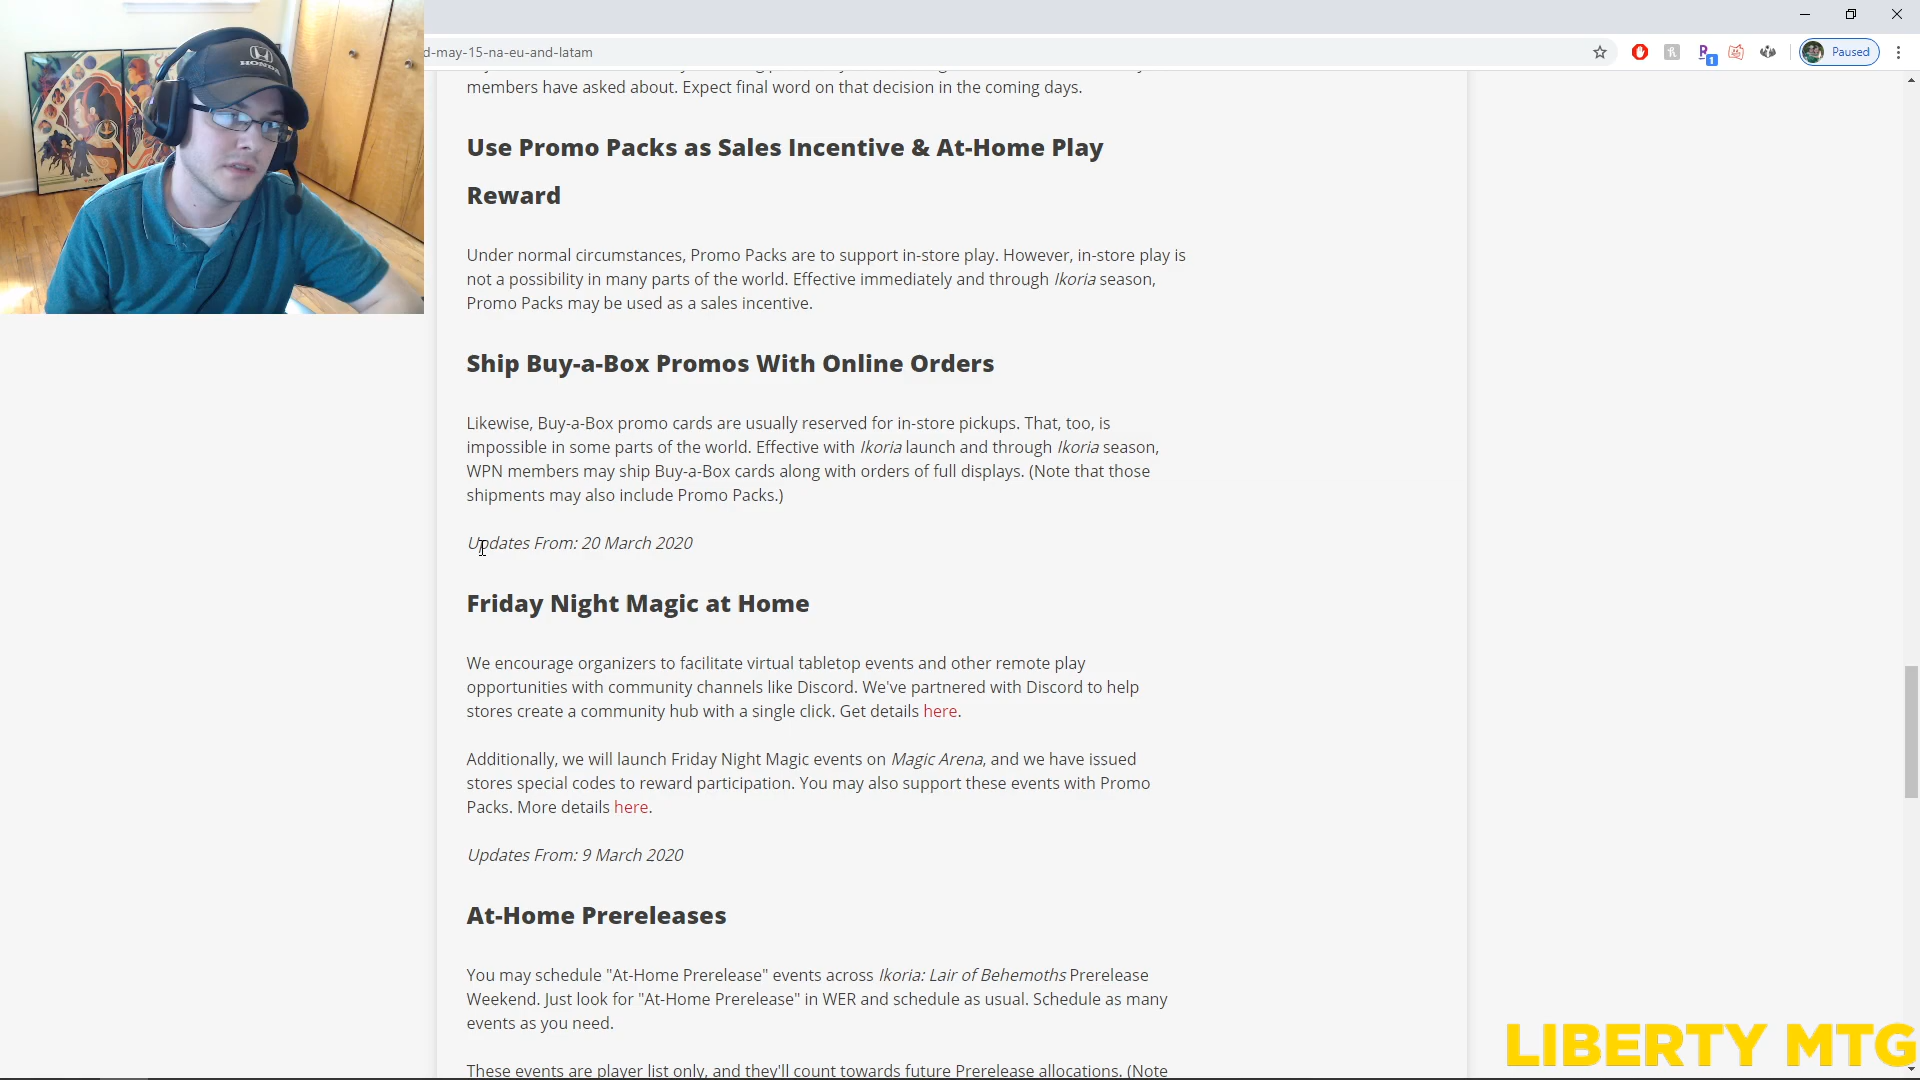 HONDA
d-may-15-na-eu-and-latam
1
Paused
members have asked about. Expect final word on that decision in the coming days.
Use Promo Packs as Sales Incentive & At-Home Play
Reward
Under normal circumstances, Promo Packs are to support in-store play. However, in-store play is
not a possibility in many parts of the world. Effective immediately and through Ikoria season,
Promo Packs may be used as a sales incentive.
Ship Buy-a-Box Promos With Online Orders
Likewise, Buy-a-Box promo cards are usually reserved for in-store pickups. That, too, is
impossible in some parts of the world. Effective with Ikoria launch and through Ikoria season,
WPN members may ship Buy-a-Box cards along with orders of full displays. (Note that those
shipments may also include Promo Packs.)
Updates From: 20 March 2020
Friday Night Magic at Home
We encourage organizers to facilitate virtual tabletop events and other remote play
opportunities with community channels like Discord. We've partnered with Discord to help
stores create a community hub with a single click. Get details here.
Additionally, we will launch Friday Night Magic events on Magic Arena, and we have issued
stores special codes to reward participation. You may also support these events with Promo
Packs. More details here.
Updates From: 9 March 2020
At-Home Prereleases
You may schedule "At-Home Prerelease" events across Ikoria: Lair of Behemoths Prerelease
Weekend. Just look for "At-Home Prerelease" in WER and schedule as usual. Schedule as many
events as you need.
These events are player list only, and they'll count towards future Prerelease allocations. (Note
LIBERTY MTG